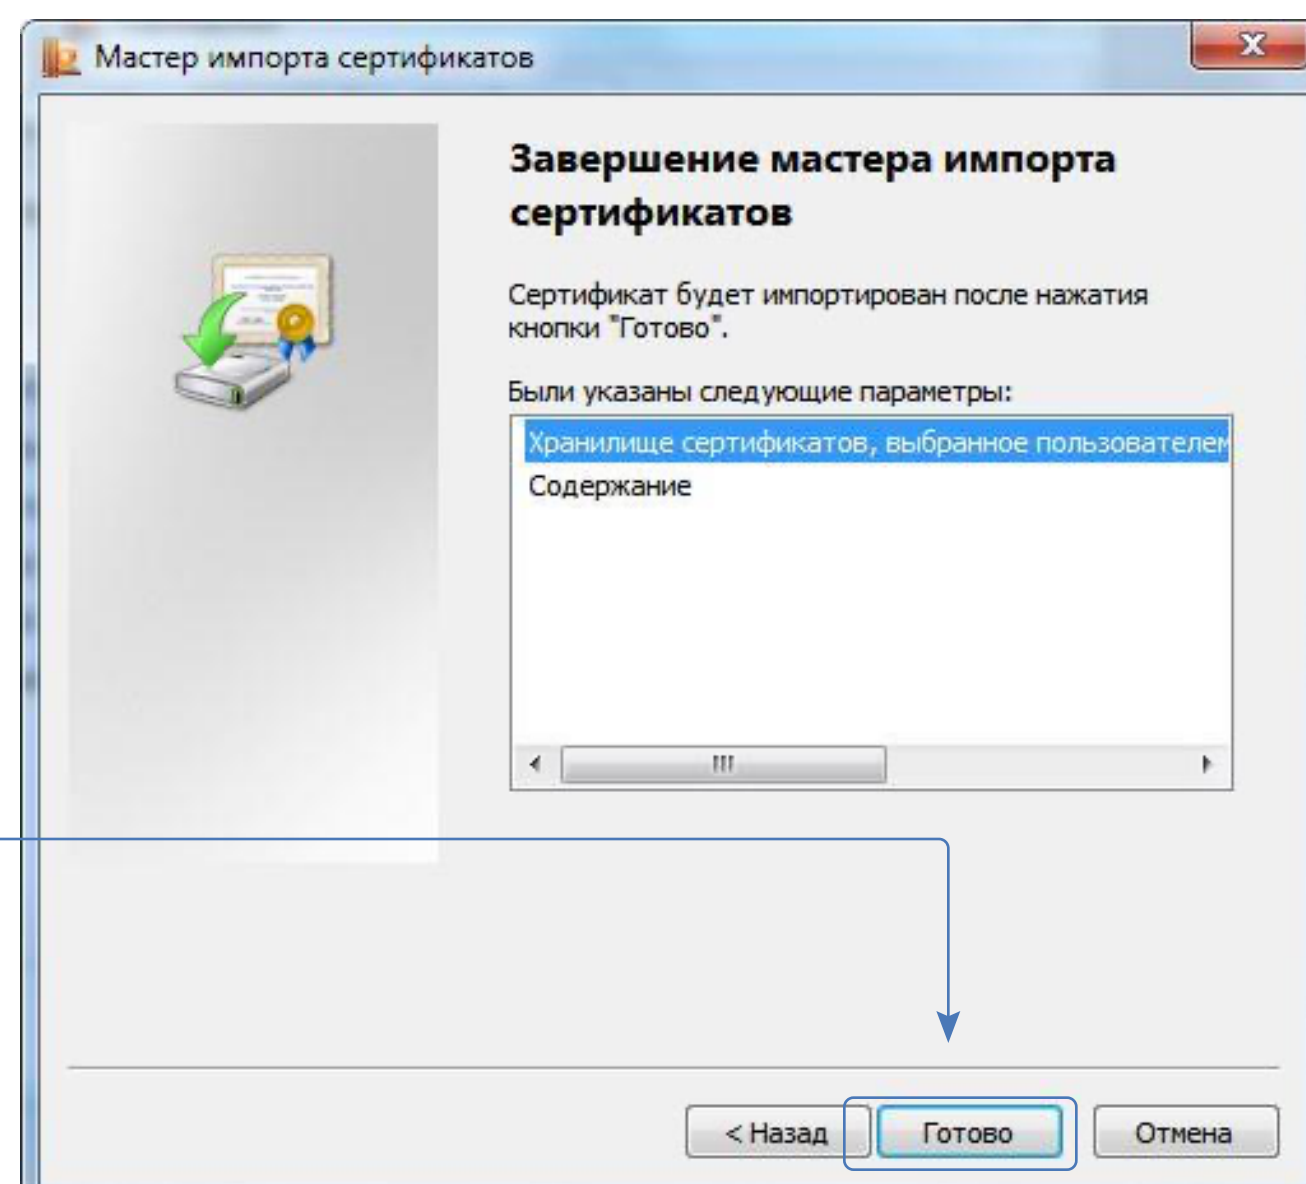 Мастер импорта сертификатов
Завершение мастера импорта
сертификатов
Сертификат будет импортирован после нажатия
кнопки "Готово".
Были указаны следующие параметры:
Хранилище сертификатов, выбранное пользователем
Содержание
< Назад
Готово
Отмена